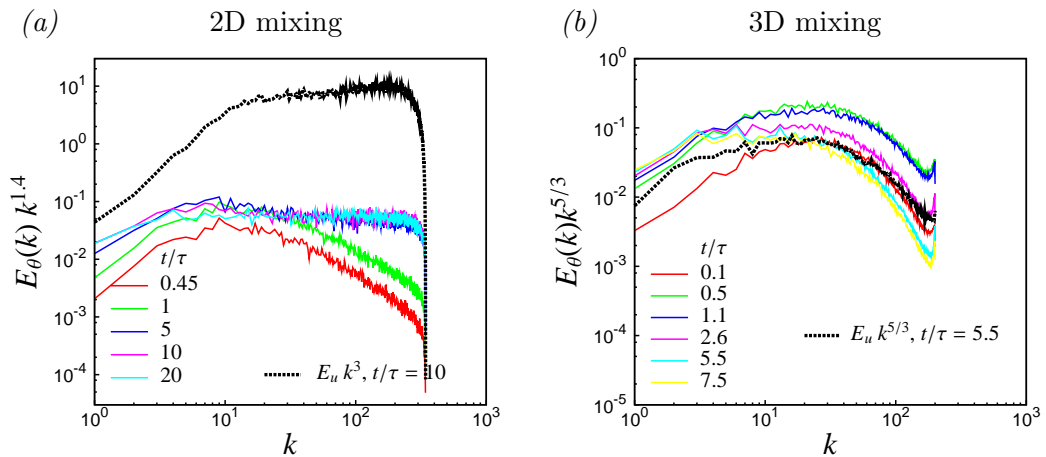 (a) 2D mixing
10^1
10^0
10^-1
10^-2
10^-3
10^-4
E_θ(k) k^1.4
t/τ
0.45
1
5
10
20
E_u k^3, t/τ = 10
10^0 10^1 10^2 10^3
k
(b) 3D mixing
10^0
10^-1
10^-2
10^-3
10^-4
10^-5
E_θ(k)k^5/3
t/τ
0.1
0.5
1.1
2.6
5.5
7.5
E_u k^5/3, t/τ = 5.5
10^0 10^1 10^2 10^3
k